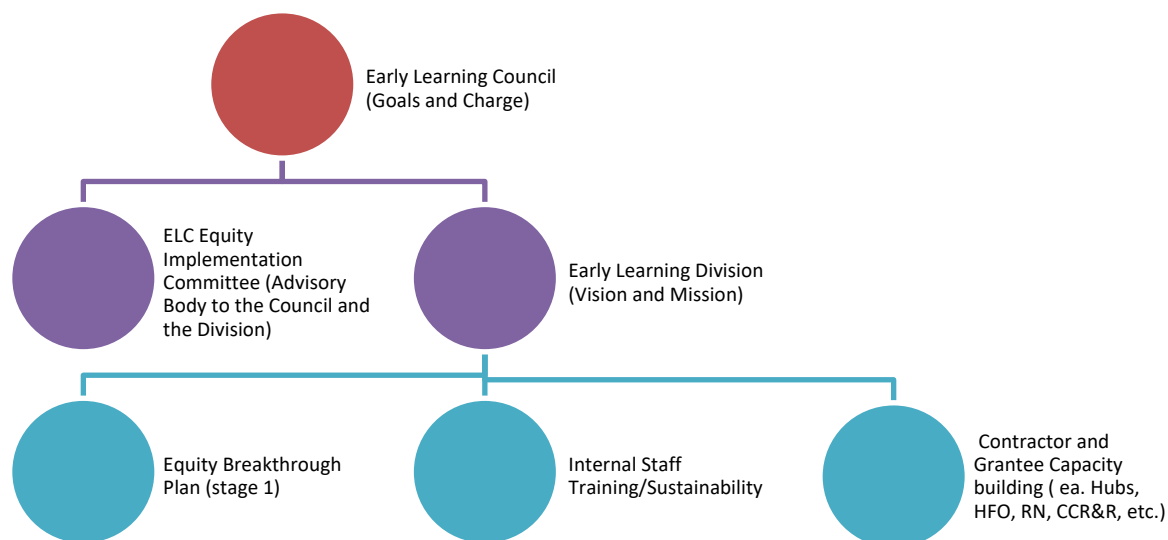 Early Learning Council
(Goals and Charge)
ELC Equity
Implementation
Committee (Advisory
Body to the Council and
the Division)
Early Learning Division
(Vision and Mission)
Equity Breakthrough
Plan (stage 1)
Internal Staff
Training/Sustainability
Contractor and
Grantee Capacity
building ( ea. Hubs,
HFO, RN, CCR&R, etc.)